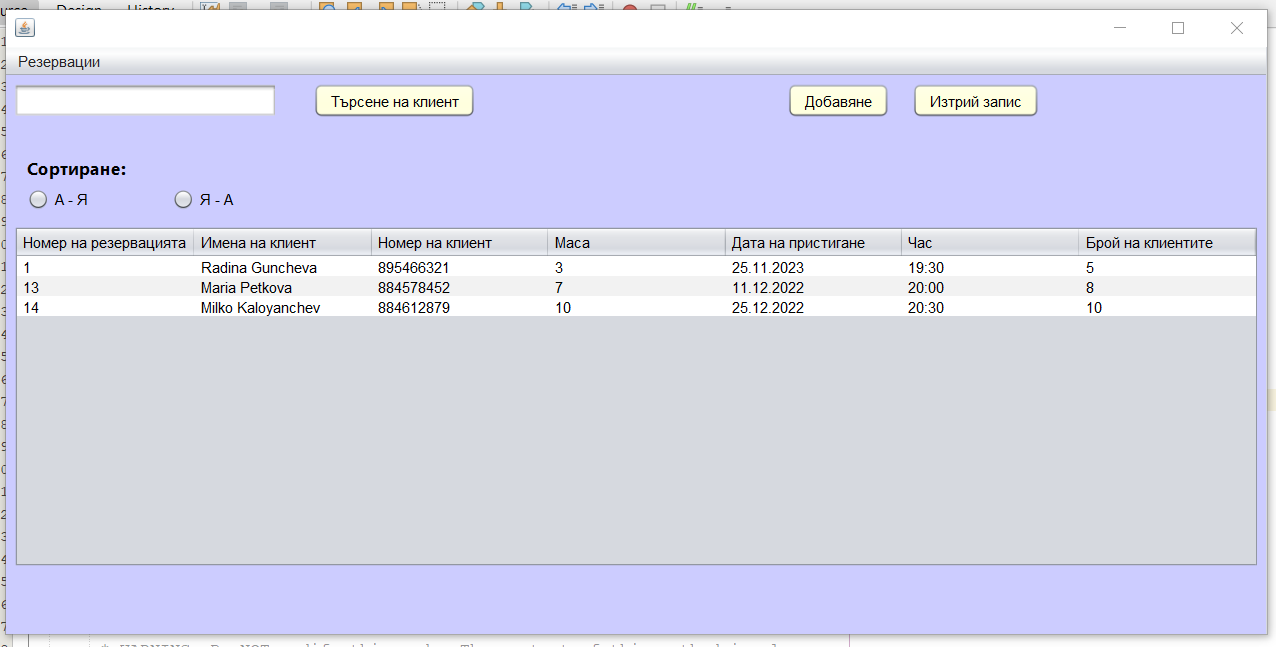 Design History
Резервации
Търсене на клиент Добавяне Изтрий запис
Сортиране:
А - Я Я - А
Номер на резервацията Имена на клиент Номер на клиент Маса Дата на пристигане Час Брой на клиентите
1 Radina Guncheva 895466321 3 25.11.2023 19:30 5
13 Maria Petkova 884578452 7 11.12.2022 20:00 8
14 Milko Kaloyanchev 884612879 10 25.12.2022 20:30 10